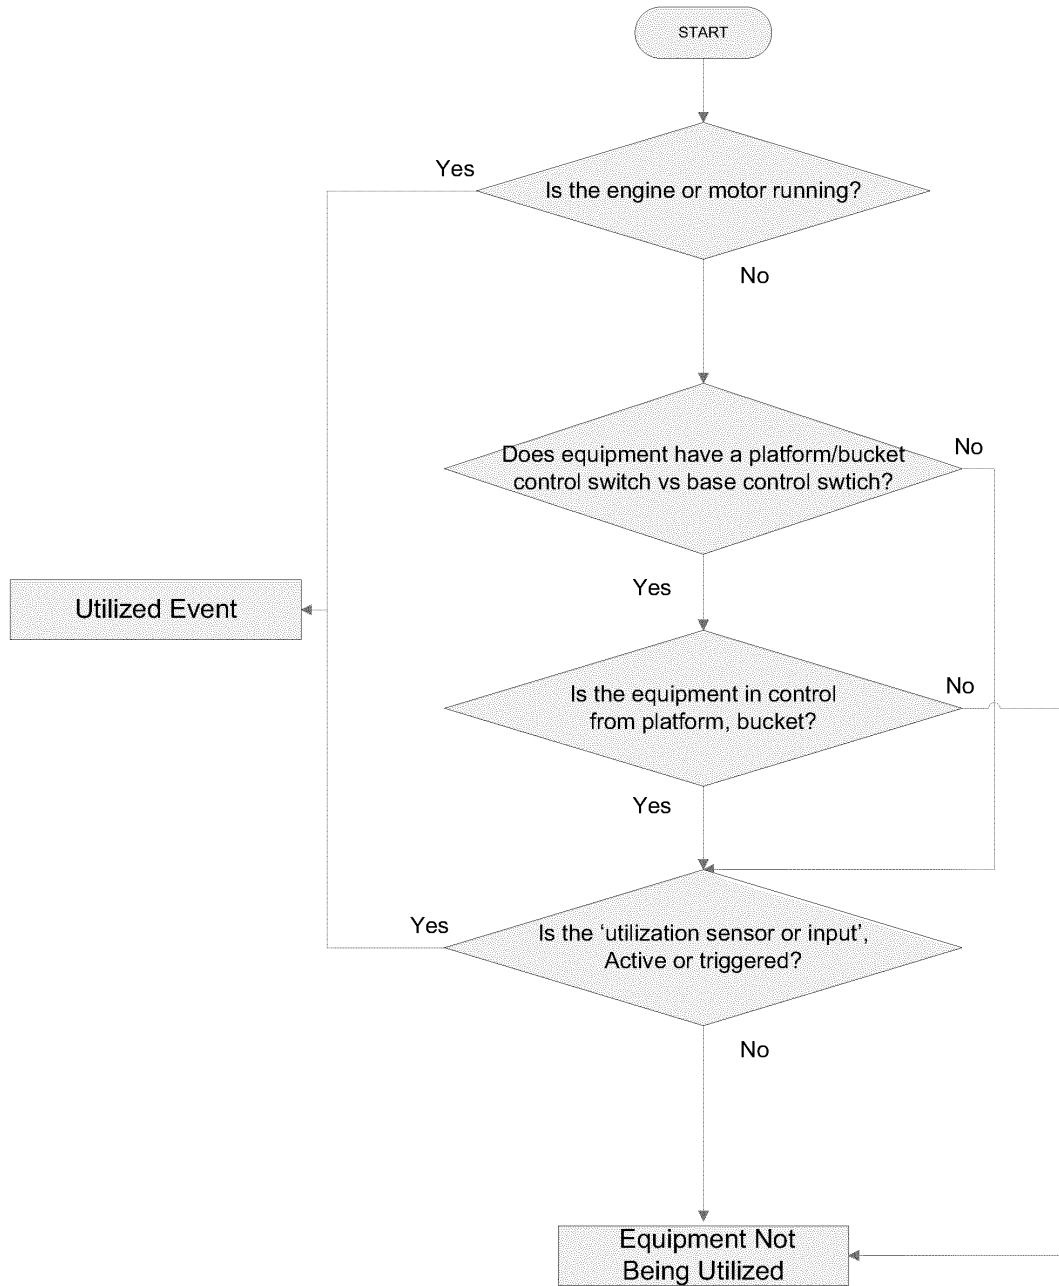 START
Yes
Is the engine or motor running?
No
Does equipment have a platform/bucket
control switch vs base control swtich?
No
Yes
Utilized Event
Is the equipment in control
from platform, bucket?
No
Yes
Yes
Is the ‘utilization sensor or input’,
Active or triggered?
No
Equipment Not
Being Utilized